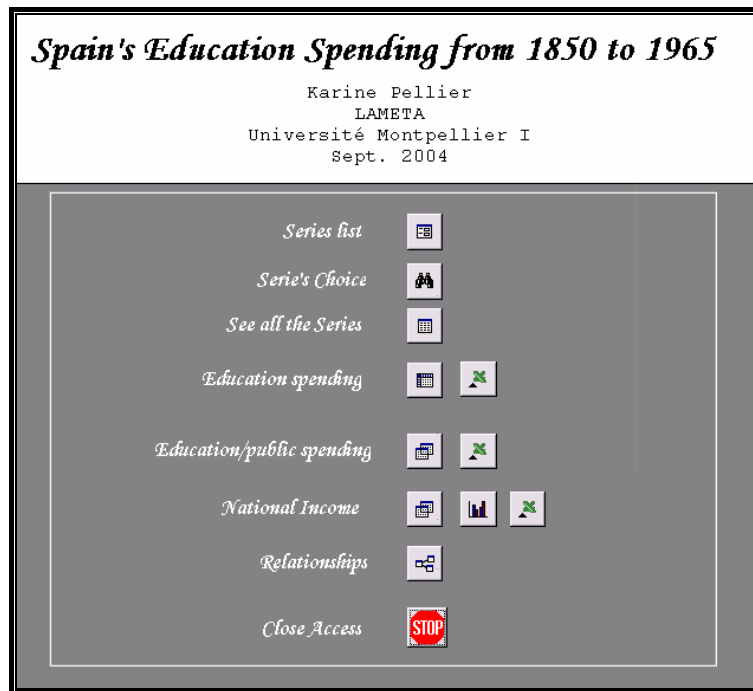 Spain's Education Spending from 1850 to 1965
Karine Pellier
LAMETA
Université Montpellier I
Sept. 2004
Series list
Serie's Choice
See all the Series
Education spending
Education/public spending
National Income
Relationships
Close Access
STOP